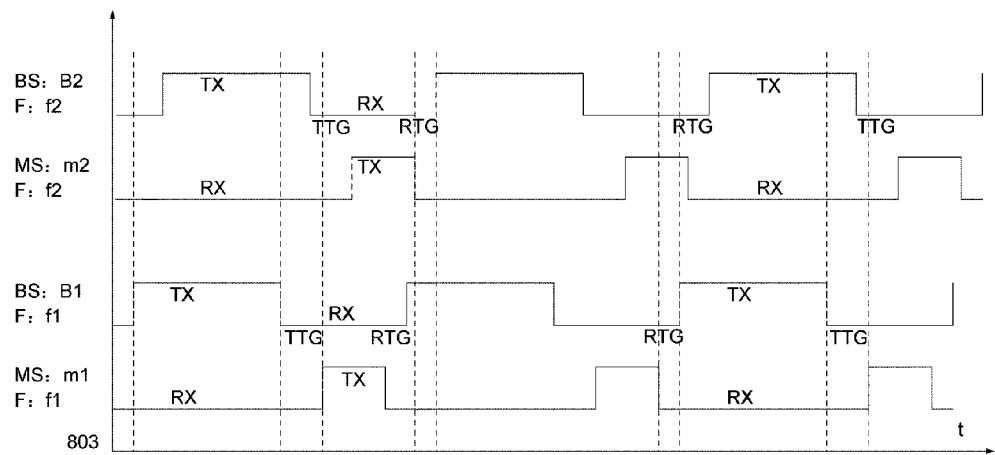 BS: B2 TX
F: f2 TTG RX RTG RTG TX TTG
MS: m2 TX
F: f2 RX RX
BS: B1 TX TX
F: f1 TTG RX RTG RTG TTG
MS: m1 TX
F: f1 RX RX
803 t